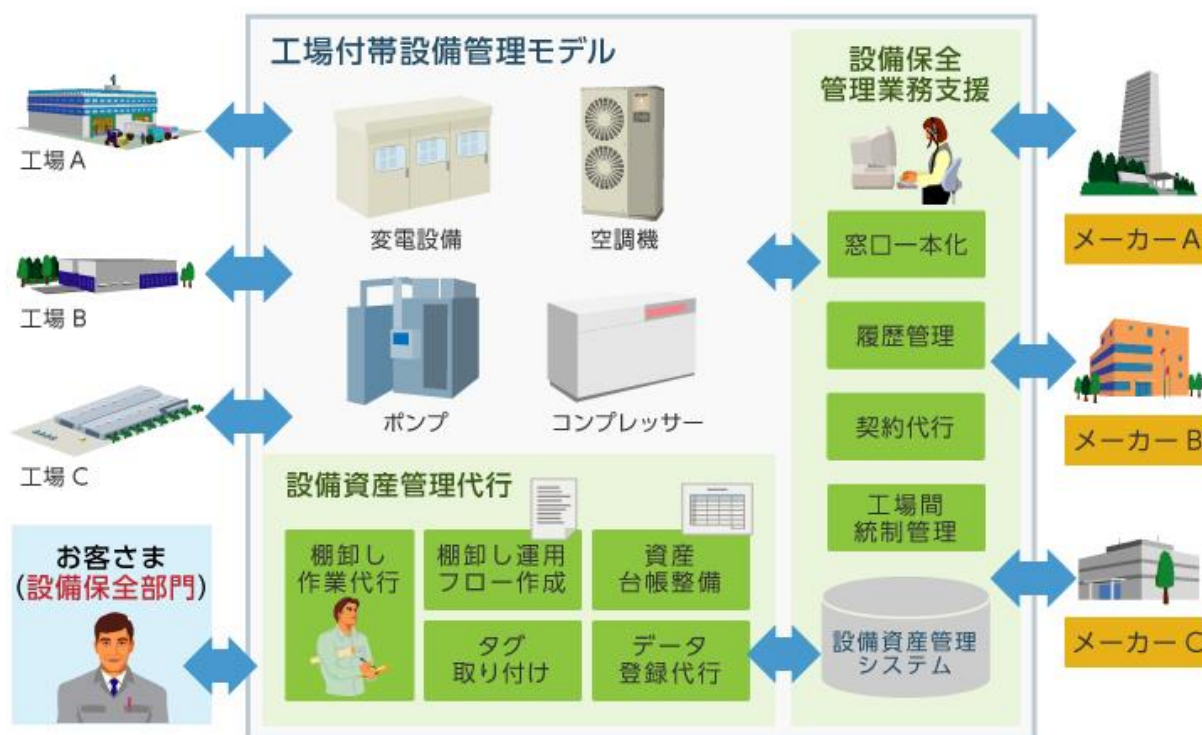 工場付帯設備管理モデル
工場A
工場B
工場C
変電設備
空調機
ポンプ
コンプレッサー
設備保全
管理業務支援
窓口一本化
履歴管理
契約代行
工場間
統制管理
設備資産管理
システム
メーカーA
メーカーB
メーカーC
お客さま
(設備保全部門)
設備資産管理代行
棚卸し
作業代行
棚卸し運用
フロー作成
資産
台帳整備
タグ
取り付け
データ
登録代行